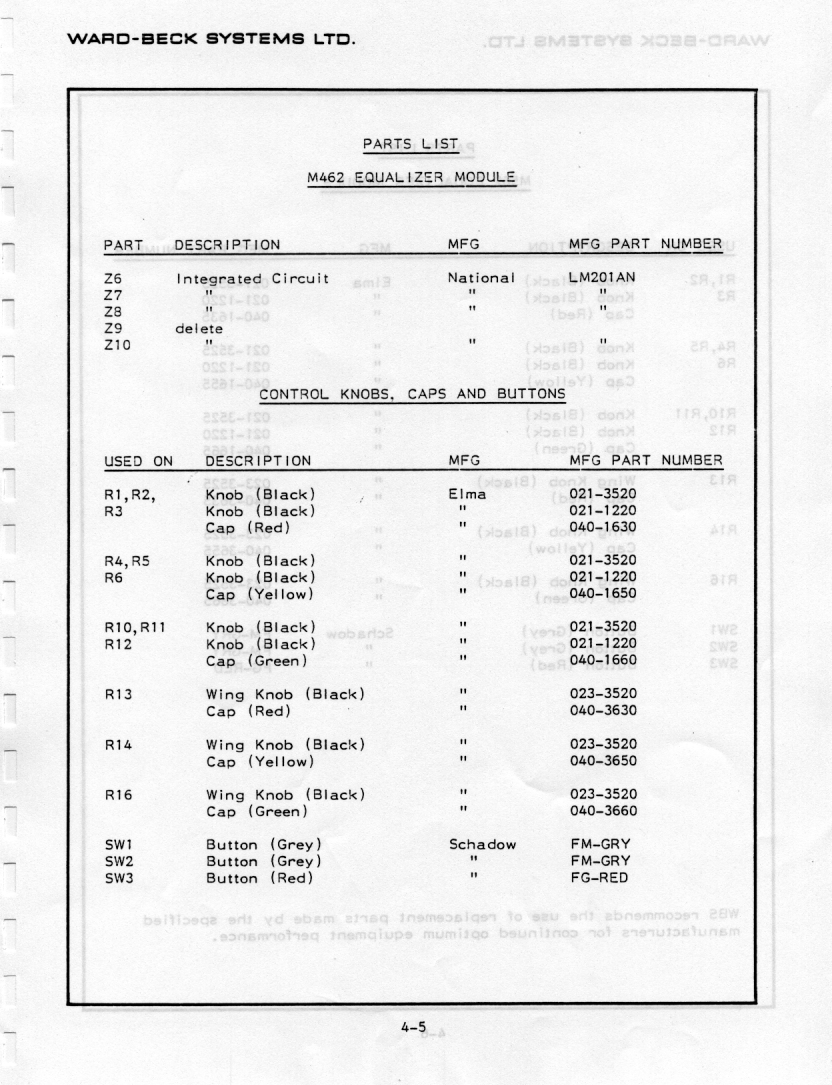 WARD-BECK SYSTEMS LTD.
PARTS LIST
M462 EQUALIZER MODULE
PART DESCRIPTION MFG MFG PART NUMBER
Z6 Integrated Circuit National LM201AN
Z7 " " "
Z8 " " "
Z9 delete
Z10 " " "
CONTROL KNOBS, CAPS AND BUTTONS
USED ON DESCRIPTION MFG MFG PART NUMBER
R1,R2, Knob (Black) Elma 021-3520
R3 Knob (Black) " 021-1220
Cap (Red) " 040-1630
R4,R5 Knob (Black) " 021-3520
R6 Knob (Black) " 021-1220
Cap (Yellow) " 040-1650
R10,R11 Knob (Black) " 021-3520
R12 Knob (Black) " 021-1220
Cap (Green) " 040-1660
R13 Wing Knob (Black) " 023-3520
Cap (Red) " 040-3630
R14 Wing Knob (Black) " 023-3520
Cap (Yellow) " 040-3650
R16 Wing Knob (Black) " 023-3520
Cap (Green) " 040-3660
SW1 Button (Grey) Schadow FM-GRY
SW2 Button (Grey) " FM-GRY
SW3 Button (Red) " FG-RED
4-5